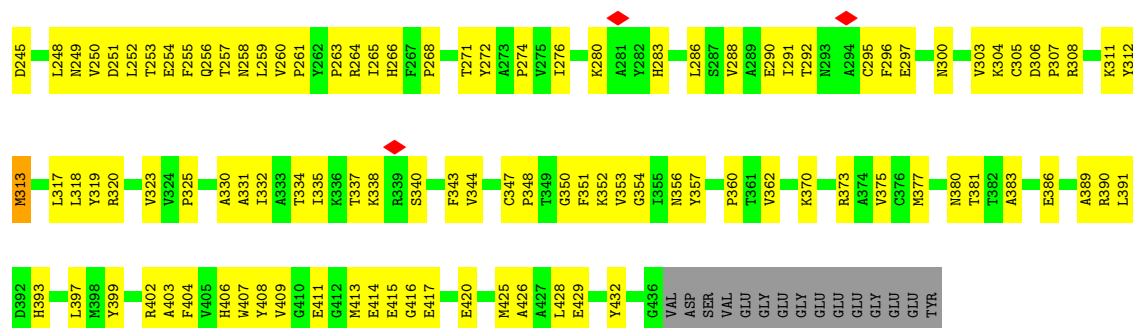 D245 L248 N249 V250 D251 L252 T253 E254 F255 Q256 T257 N258 L259 V260 P261 Y262 P263 R264 I265 H266 F267 P268 T271 Y272 A273 P274 V275 I276 K280 A281 Y282 H283 L286 S287 V288 A289 E290 I291 T292 N293 A294 C295 F296 E297 N300 V303 K304 C305 D306 P307 R308 K311 Y312
M313 L317 L318 Y319 R320 V323 V324 P325 A330 A331 I332 A333 T334 I335 K336 T337 K338 R339 S340 F343 V344 C347 P348 T349 G350 F351 K352 V353 G354 I355 N356 Y357 P360 T361 V362 K370 R373 A374 V375 C376 M377 N380 T381 T382 A383 E386 A389 R390 L391
D392 H393 L397 M398 Y399 R402 A403 F404 V405 H406 W407 Y408 V409 G410 E411 G412 M413 E414 E415 G416 E417 E420 M425 A426 A427 L428 E429 Y432 G436 VAL ASP SER VAL GLU GLY GLU GLY GLU GLU GLU GLY GLU GLU TYR